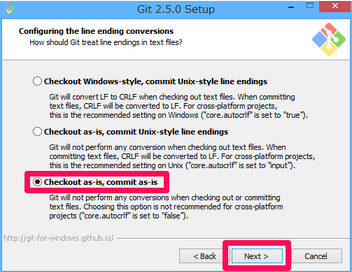 Git 2.5.0 Setup
Configuring the line ending conversions
How should Git treat line endings in text files?
Checkout Windows-style, commit Unix-style line endings
Git will convert LF to CRLF when checking out text files. When committing
text files, CRLF will be converted to LF. For cross-platform projects,
this is the recommended setting on Windows ("core.autocrlf" is set to "true").
Checkout as-is, commit Unix-style line endings
Git will not perform any conversion when checking out text files. When
committing text files, CRLF will be converted to LF. For cross-platform projects,
this is the recommended setting on Unix ("core.autocrlf" is set to "input").
Checkout as-is, commit as-is
Git will not perform any conversions when checking out or committing
text files. Choosing this option is not recommended for cross-platform
projects ("core.autocrlf" is set to "false").
http://git-for-windows.github.io/
< Back
Next >
Cancel